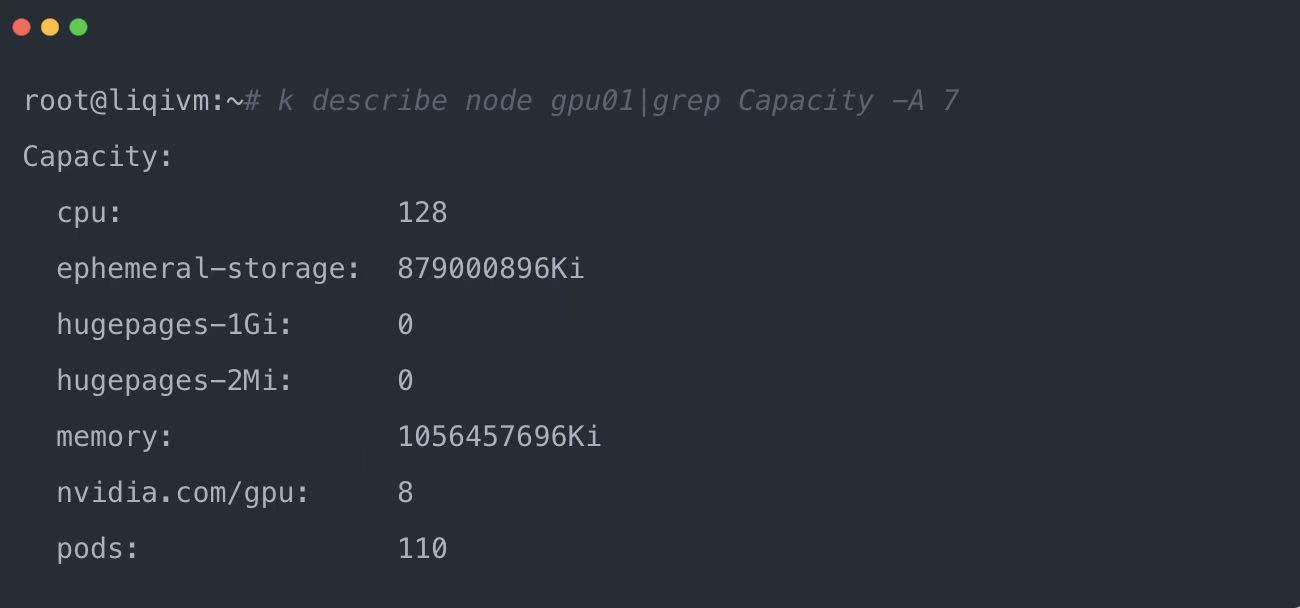 root@liqivm:~# k describe node gpu01|grep Capacity -A 7
Capacity:
  cpu:                128
  ephemeral-storage:  879000896Ki
  hugepages-1Gi:      0
  hugepages-2Mi:      0
  memory:             1056457696Ki
  nvidia.com/gpu:     8
  pods:               110